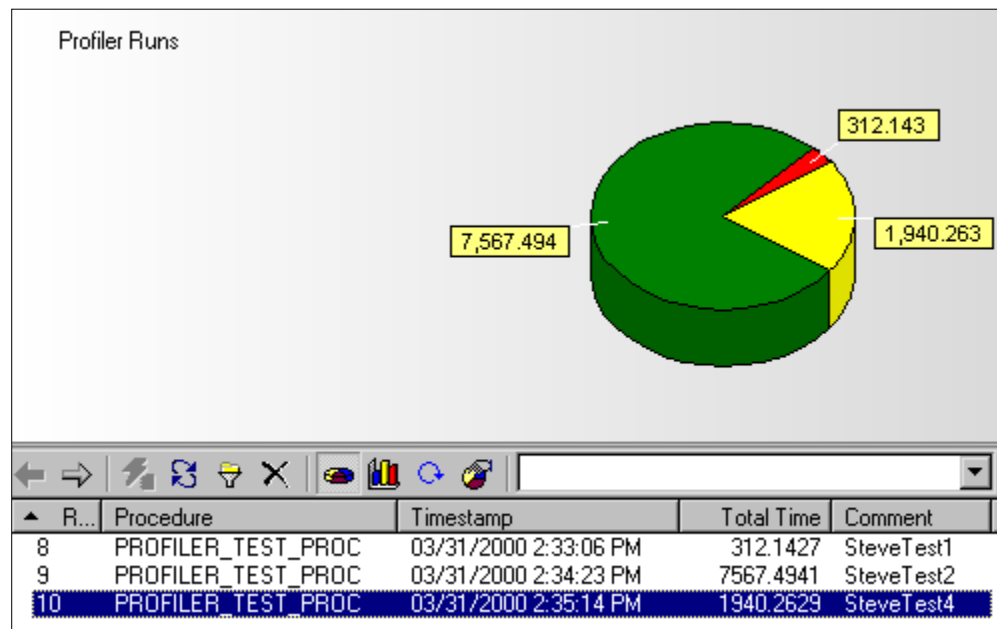 Profiler Runs
312.143
7,567.494
1,940.263
R... Procedure Timestamp Total Time Comment
8 PROFILER_TEST_PROC 03/31/2000 2:33:06 PM 312.1427 SteveTest1
9 PROFILER_TEST_PROC 03/31/2000 2:34:23 PM 7567.4941 SteveTest2
10 PROFILER_TEST_PROC 03/31/2000 2:35:14 PM 1940.2629 SteveTest4